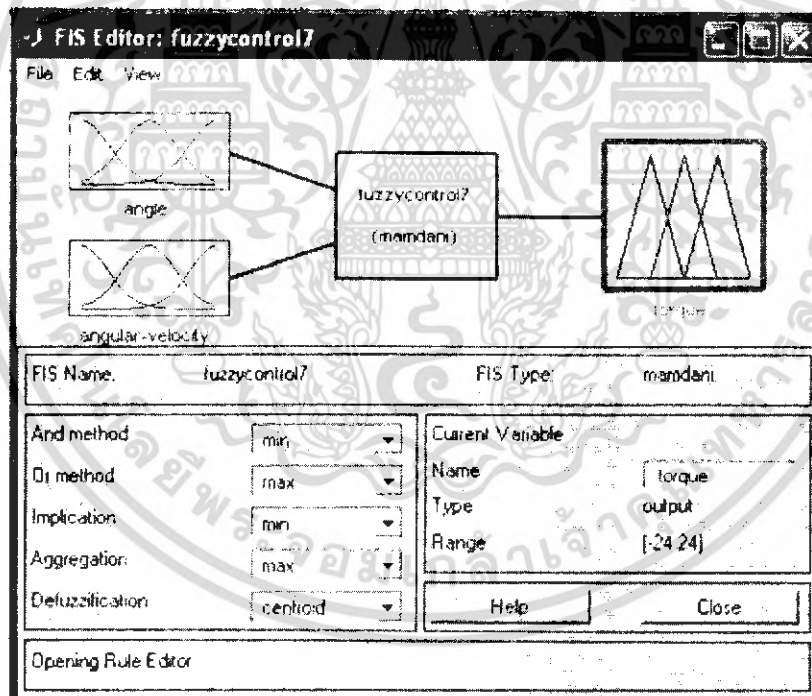 FIS Editor: fuzzycontrol7
File Edit View
angle
fuzzycontrol7
(mamdani)
angular-velocity
torque
FIS Name: fuzzycontrol7 FIS Type: mamdani
And method min
Or method max
Implication min
Aggregation max
Defuzzification centroid
Current Variable
Name torque
Type output
Range [-24 24]
Help Close
Opening Rule Editor